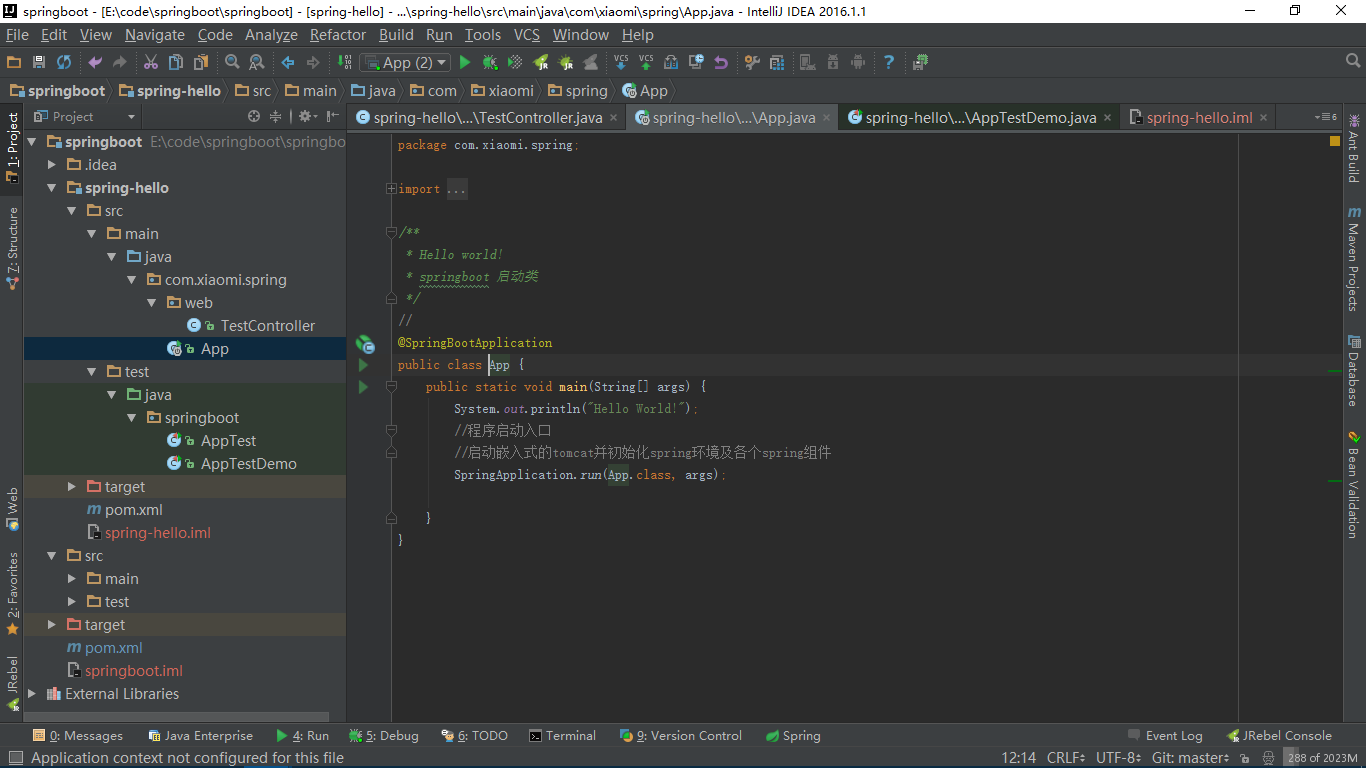 springboot - [E:\code\springboot\springboot] - [spring-hello] - ...\spring-hello\src\main\java\com\xiaomi\spring\App.java - IntelliJ IDEA 2016.1.1
File Edit View Navigate Code Analyze Refactor Build Run Tools VCS Window Help
App (2)
springboot spring-hello src main java com xiaomi spring App
Project
spring-hello\...\TestController.java spring-hello\...\App.java spring-hello\...\AppTestDemo.java spring-hello.iml
6
1: Project
7: Structure
Web
2: Favorites
JRebel
springboot E:\code\springboot\springbo
.idea
spring-hello
src
main
java
com.xiaomi.spring
web
TestController
App
test
java
springboot
AppTest
AppTestDemo
target
pom.xml
spring-hello.iml
src
main
test
target
pom.xml
springboot.iml
External Libraries
package com.xiaomi.spring;
import ...
/**
* Hello world!
* springboot 启动类
*/
//
@SpringBootApplication
public class App {
public static void main(String[] args) {
System.out.println("Hello World!");
//程序启动入口
//启动嵌入式的tomcat并初始化spring环境及各个spring组件
SpringApplication.run(App.class, args);
}
}
Ant Build
Maven Projects
Database
Bean Validation
0: Messages Java Enterprise 4: Run 5: Debug 6: TODO Terminal 9: Version Control Spring Event Log JRebel Console
Application context not configured for this file 12:14 CRLF UTF-8 Git: master 288 of 2023M